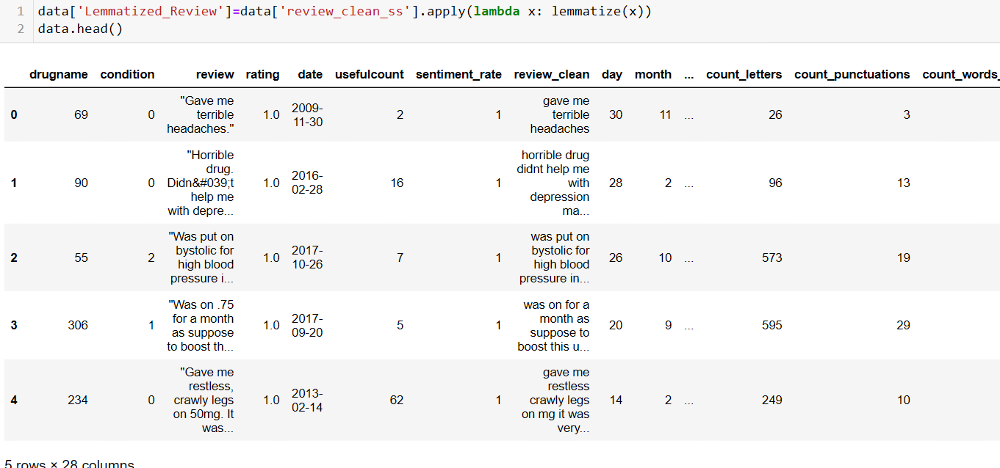 1 data['Lemmatized_Review']=data['review_clean_ss'].apply(lambda x: lemmatize(x))
2 data.head()
drugname condition review rating date usefulcount sentiment_rate review_clean day month ... count_letters count_punctuations count_words_
"Gave me
terrible
headaches."
gave me
terrible
headaches
2009-
11-30
0 69 0 1.0 2 1 30 11 ... 26 3
"Horrible
drug.
Didn&#039;t
help me
with depre...
horrible drug
didnt help me
with
depression
ma...
2016-
02-28
1 90 0 1.0 16 1 28 2 ... 96 13
"Was put on
bystolic for
high blood
pressure i...
was put on
bystolic for
high blood
pressure in...
2017-
10-26
2 55 2 1.0 7 1 26 10 ... 573 19
"Was on .75
for a month
as suppose
to boost th...
was on for a
month as
suppose to
boost this u...
2017-
09-20
3 306 1 1.0 5 1 20 9 ... 595 29
"Gave me
restless,
crawly legs
on 50mg. It
was...
gave me
restless
crawly legs
on mg it was
very...
2013-
02-14
4 234 0 1.0 62 1 14 2 ... 249 10
5 rows × 28 columns